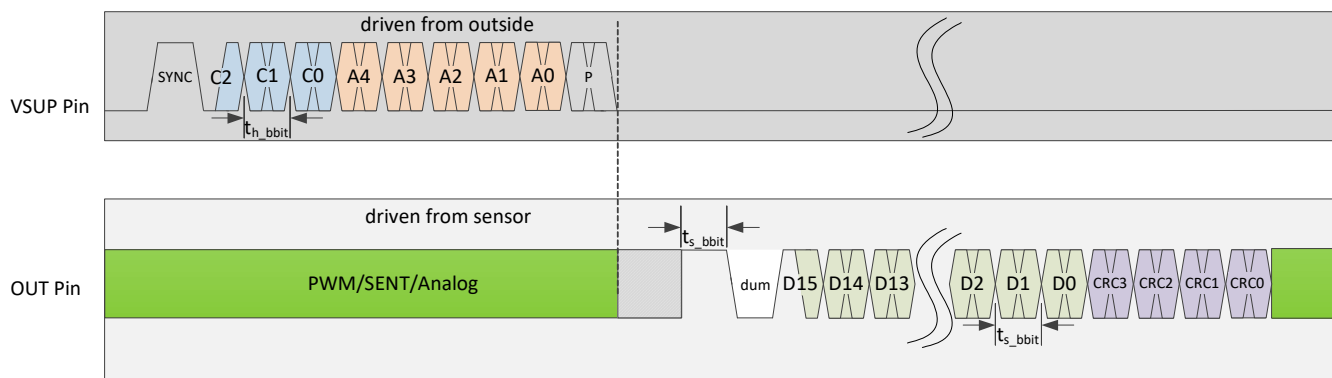 driven from outside
SYNC C2 C1 C0 A4 A3 A2 A1 A0 P
VSUP Pin
th_bbit
driven from sensor
ts_bbit
OUT Pin
PWM/SENT/Analog
dum D15 D14 D13 D2 D1 D0 CRC3 CRC2 CRC1 CRC0
ts_bbit